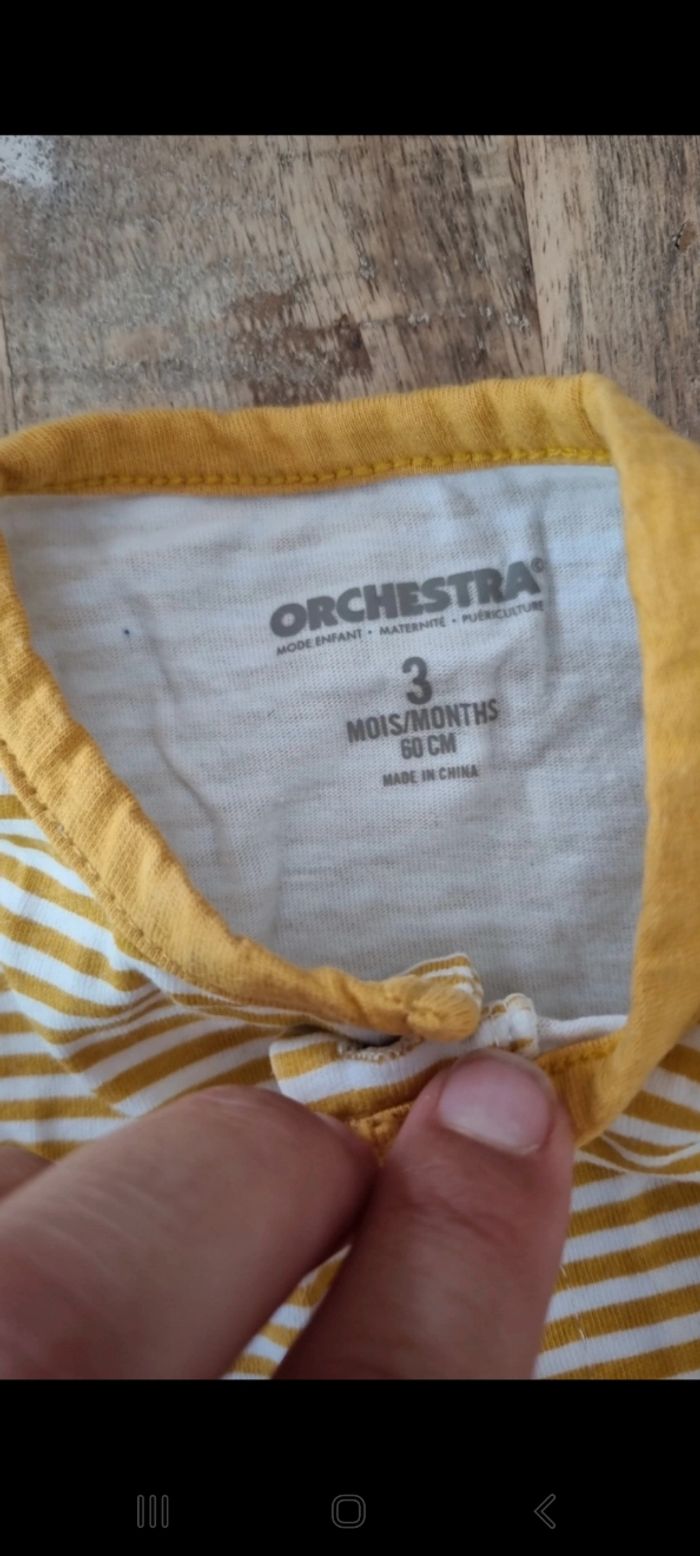 ORCHESTRA©
MODE ENFANT • MATERNITÉ • PUÉRICULTURE
3
MOIS/MONTHS
60 CM
MADE IN CHINA